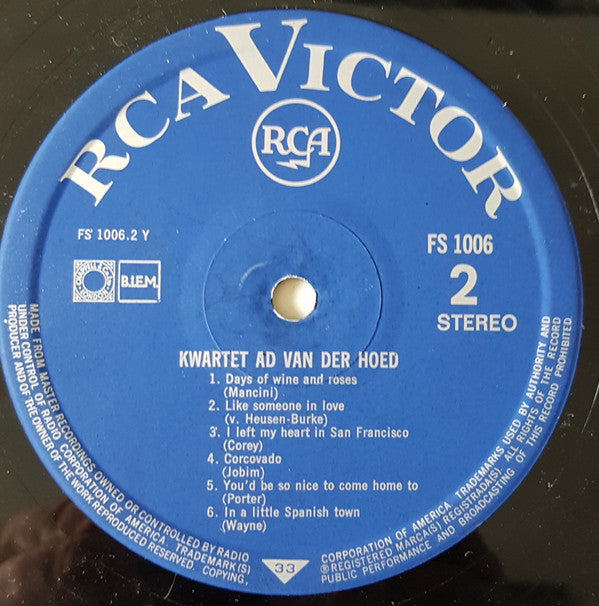 RCA VICTOR
RCA
FS 1006.2 Y
B.I.E.M.
FS 1006
2
STEREO
KWARTET AD VAN DER HOED
1. Days of wine and roses
(Mancini)
2. Like someone in love
(v. Heusen-Burke)
3. I left my heart in San Francisco
(Corey)
4. Corcovado
(Jobim)
5. You'd be so nice to come home to
(Porter)
6. In a little Spanish town
(Wayne)
MADE FROM MASTER RECORDINGS OWNED OR CONTROLLED BY RADIO
UNDER CONTROL OF RADIO CORPORATION OF AMERICA. TRADEMARK(S)
PRODUCER AND OF THE OWNER OF THE WORK REPRODUCED RESERVED. COPYING,
33
CORPORATION OF AMERICA. TRADEMARKS USED BY AUTHORITY AND
®REGISTERED MARCA(S) REGISTRADA(S). ALL RIGHTS OF THE RECORD
PUBLIC PERFORMANCE AND BROADCASTING OF THIS RECORD PROHIBITED